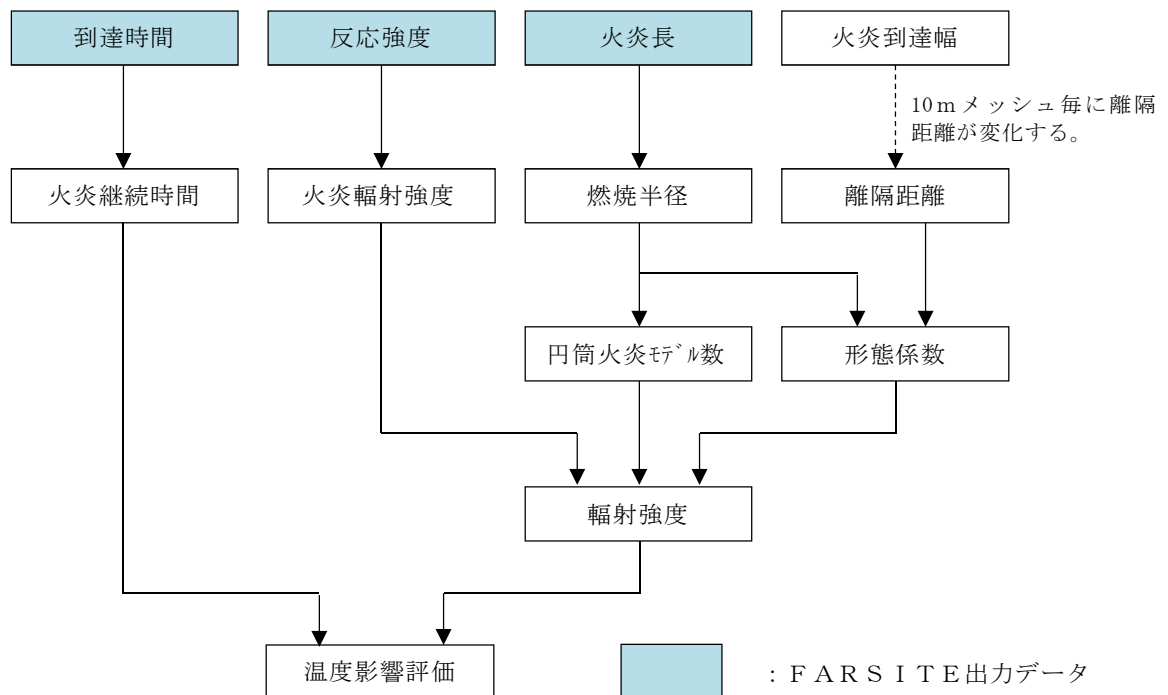 到達時間
反応強度
火炎長
火炎到達幅
10ｍメッシュ毎に離隔
距離が変化する。
火炎継続時間
火炎輻射強度
燃焼半径
離隔距離
円筒火炎ﾓﾃﾞﾙ数
形態係数
輻射強度
温度影響評価
：ＦＡＲＳＩＴＥ出力データ